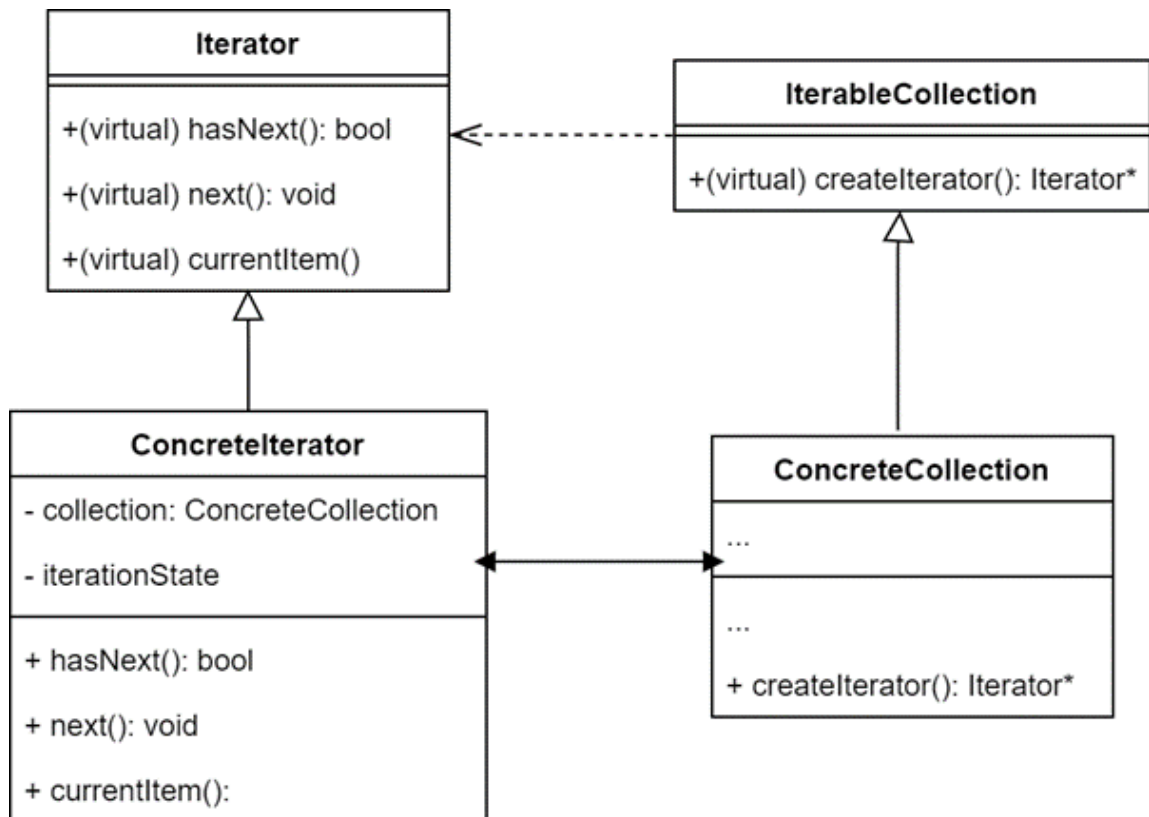 Iterator
+(virtual) hasNext(): bool
+(virtual) next(): void
+(virtual) currentItem()
IterableCollection
+(virtual) createIterator(): Iterator*
ConcreteIterator
- collection: ConcreteCollection
- iterationState
+ hasNext(): bool
+ next(): void
+ currentItem():
ConcreteCollection
...
...
+ createIterator(): Iterator*